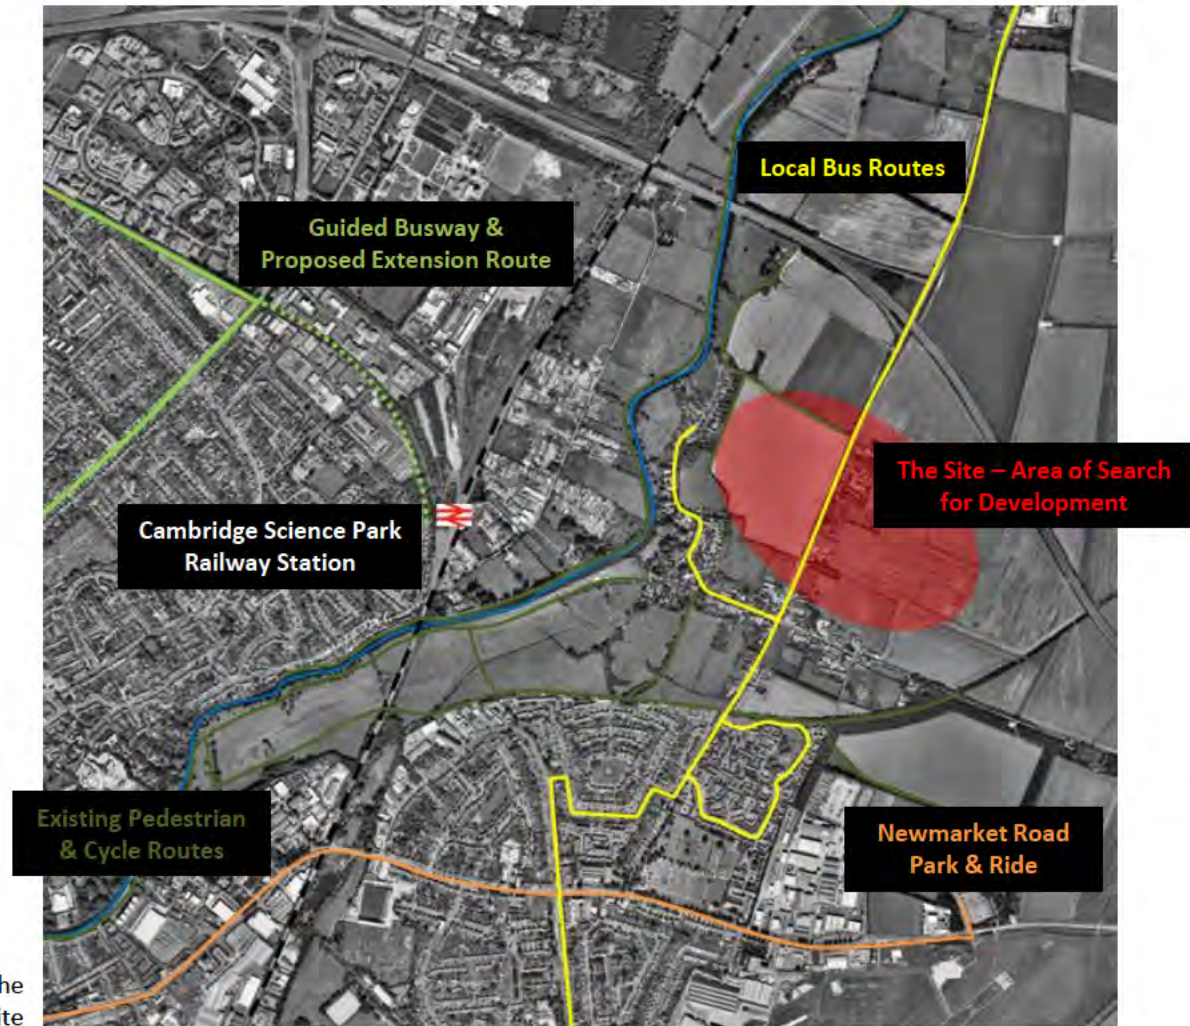 Local Bus Routes
Guided Busway &
Proposed Extension Route
The Site – Area of Search
for Development
Cambridge Science Park
Railway Station
Existing Pedestrian
& Cycle Routes
Newmarket Road
Park & Ride
he
ite